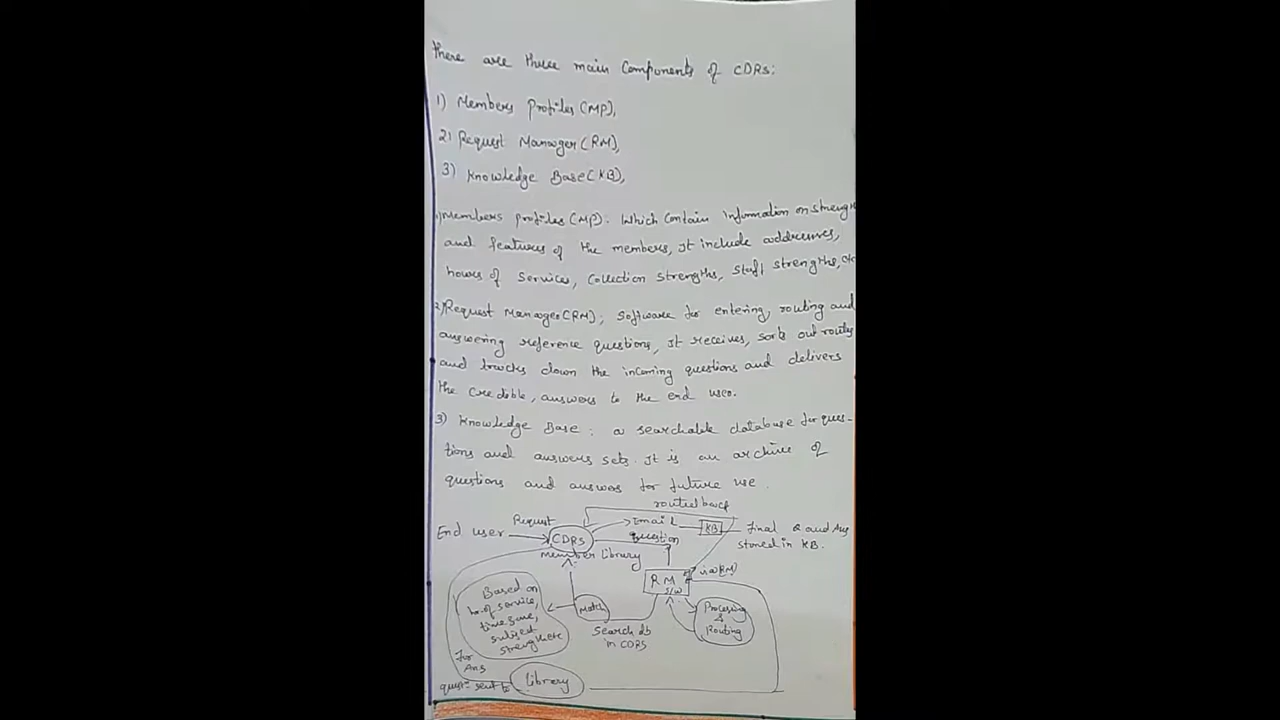 There are three main Components of CDRs:
1) Members Profiles (MP),
2) Request Manager (RM),
3) Knowledge Base (KB),
1) Members Profiles (MP): Which Contain Information on strength
and features of the members, It include addresses,
hours of Services, Collection Strengths, Staff strengths, etc
2) Request Manager (RM); Software for entering, routing and
answering reference questions, It receives, sorts out routes
and tracks down the incoming questions and delivers
the Credible, answers to the end user.
3) Knowledge Base: a searchable database for ques-
tions and answers sets. It is an archive of
questions and answer for future use.
routed back
End user Request CDRs Email KB Final Q and Ans
question stored in KB.
Member Library
RM S/W via (RM)
Based on
hr. of service,
time zone,
subject
strength etc
Match
Search db
in CDRS
Processing
&
Routing
For
Ans
ques= sent to Library